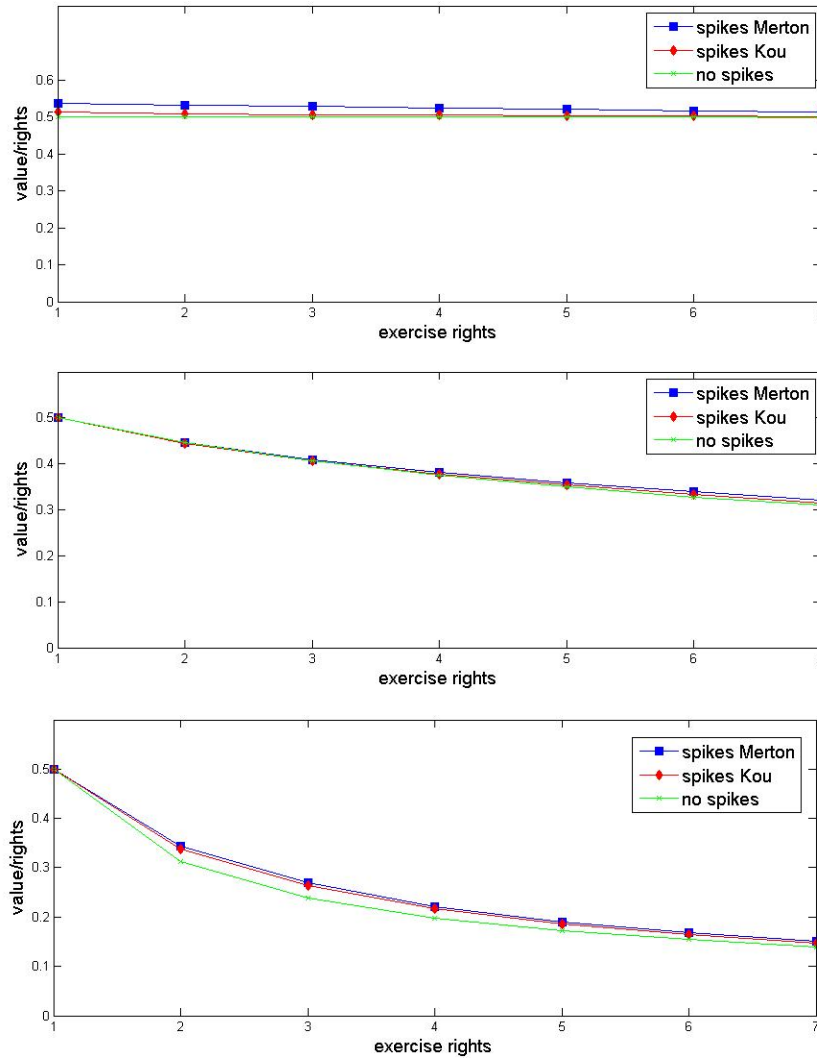 spikes Merton
spikes Kou
no spikes
value/rights
0.6
0.5
0.4
0.3
0.2
0.1
0
1 2 3 4 5 6
exercise rights
spikes Merton
spikes Kou
no spikes
value/rights
0.5
0.4
0.3
0.2
0.1
0
1 2 3 4 5 6
exercise rights
spikes Merton
spikes Kou
no spikes
value/rights
0.5
0.4
0.3
0.2
0.1
0
1 2 3 4 5 6 7
exercise rights